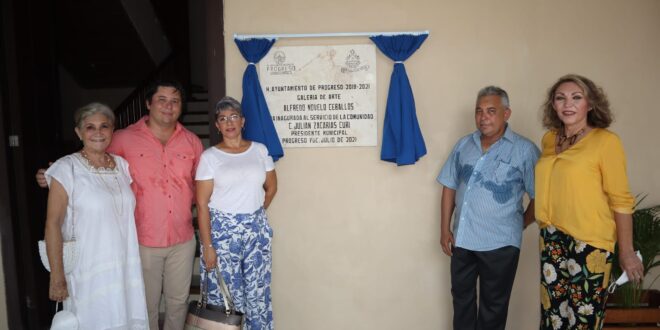 PROGRESO
H. AYUNTAMIENTO DE PROGRESO 2018-2021
GALERIA DE ARTE
ALFREDO NOVELO CEBALLOS
INAUGURADA AL SERVICIO DE LA COMUNIDAD
C. JULIAN ZACARIAS CURI
PRESIDENTE MUNICIPAL
PROGRESO YUC. JULIO DE 2021